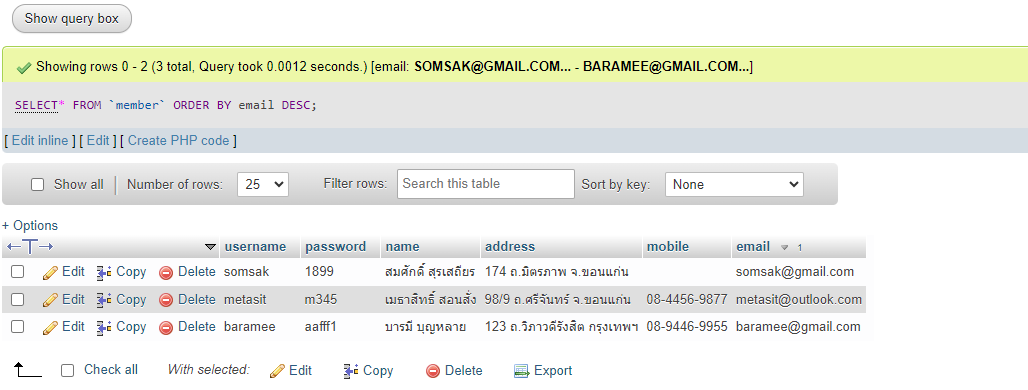 Show query box
Showing rows 0 - 2 (3 total, Query took 0.0012 seconds.) [email: SOMSAK@GMAIL.COM... - BARAMEE@GMAIL.COM...]
SELECT* FROM `member` ORDER BY email DESC;
[ Edit inline ] [ Edit ] [ Create PHP code ]
Show all Number of rows: 25 Filter rows: Search this table Sort by key: None
+ Options
←T→ username password name address mobile email 1
Edit Copy Delete somsak 1899 สมศักดิ์ สุรเสถียร 174 ถ.มิตรภาพ จ.ขอนแก่น somsak@gmail.com
Edit Copy Delete metasit m345 เมธาสิทธิ์ สอนสั่ง 98/9 ถ.ศรีจันทร์ จ.ขอนแก่น 08-4456-9877 metasit@outlook.com
Edit Copy Delete baramee aafff1 บารมี บุญหลาย 123 ถ.วิภาวดีรังสิต กรุงเทพฯ 08-9446-9955 baramee@gmail.com
Check all With selected: Edit Copy Delete Export